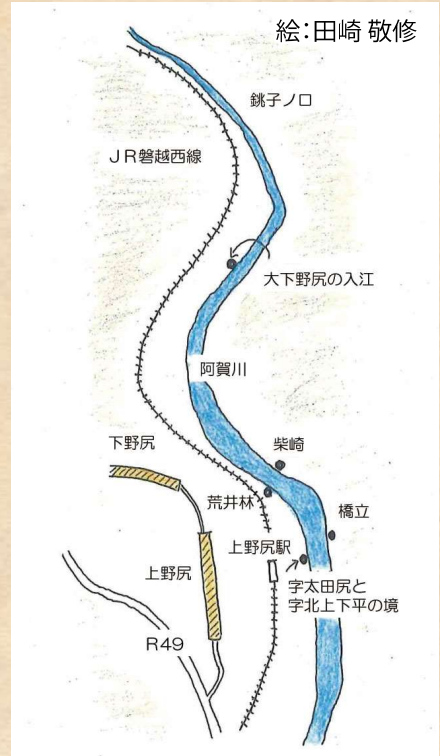 絵:田崎 敬修
銚子ノ口
JR磐越西線
大下野尻の入江
阿賀川
下野尻
柴崎
荒井林
橋立
上野尻駅
上野尻
字太田尻と
字北上下平の境
R49